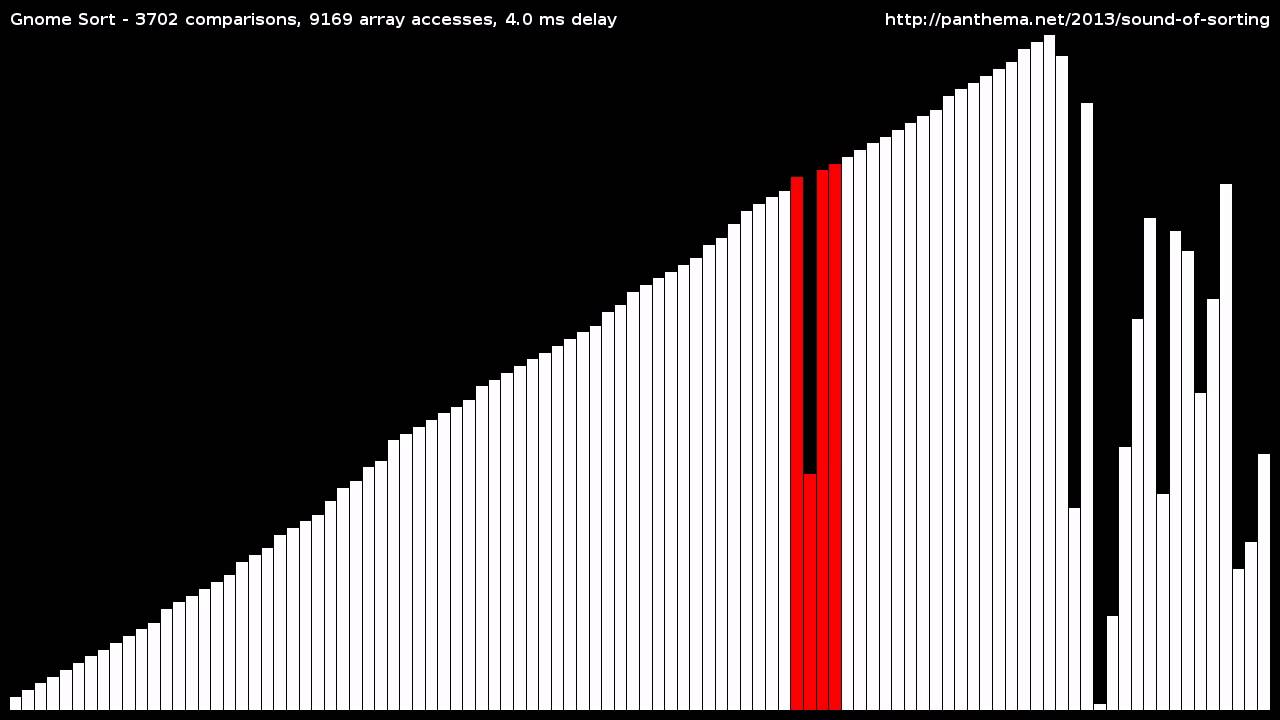 Gnome Sort - 3702 comparisons, 9169 array accesses, 4.0 ms delay
http://panthema.net/2013/sound-of-sorting